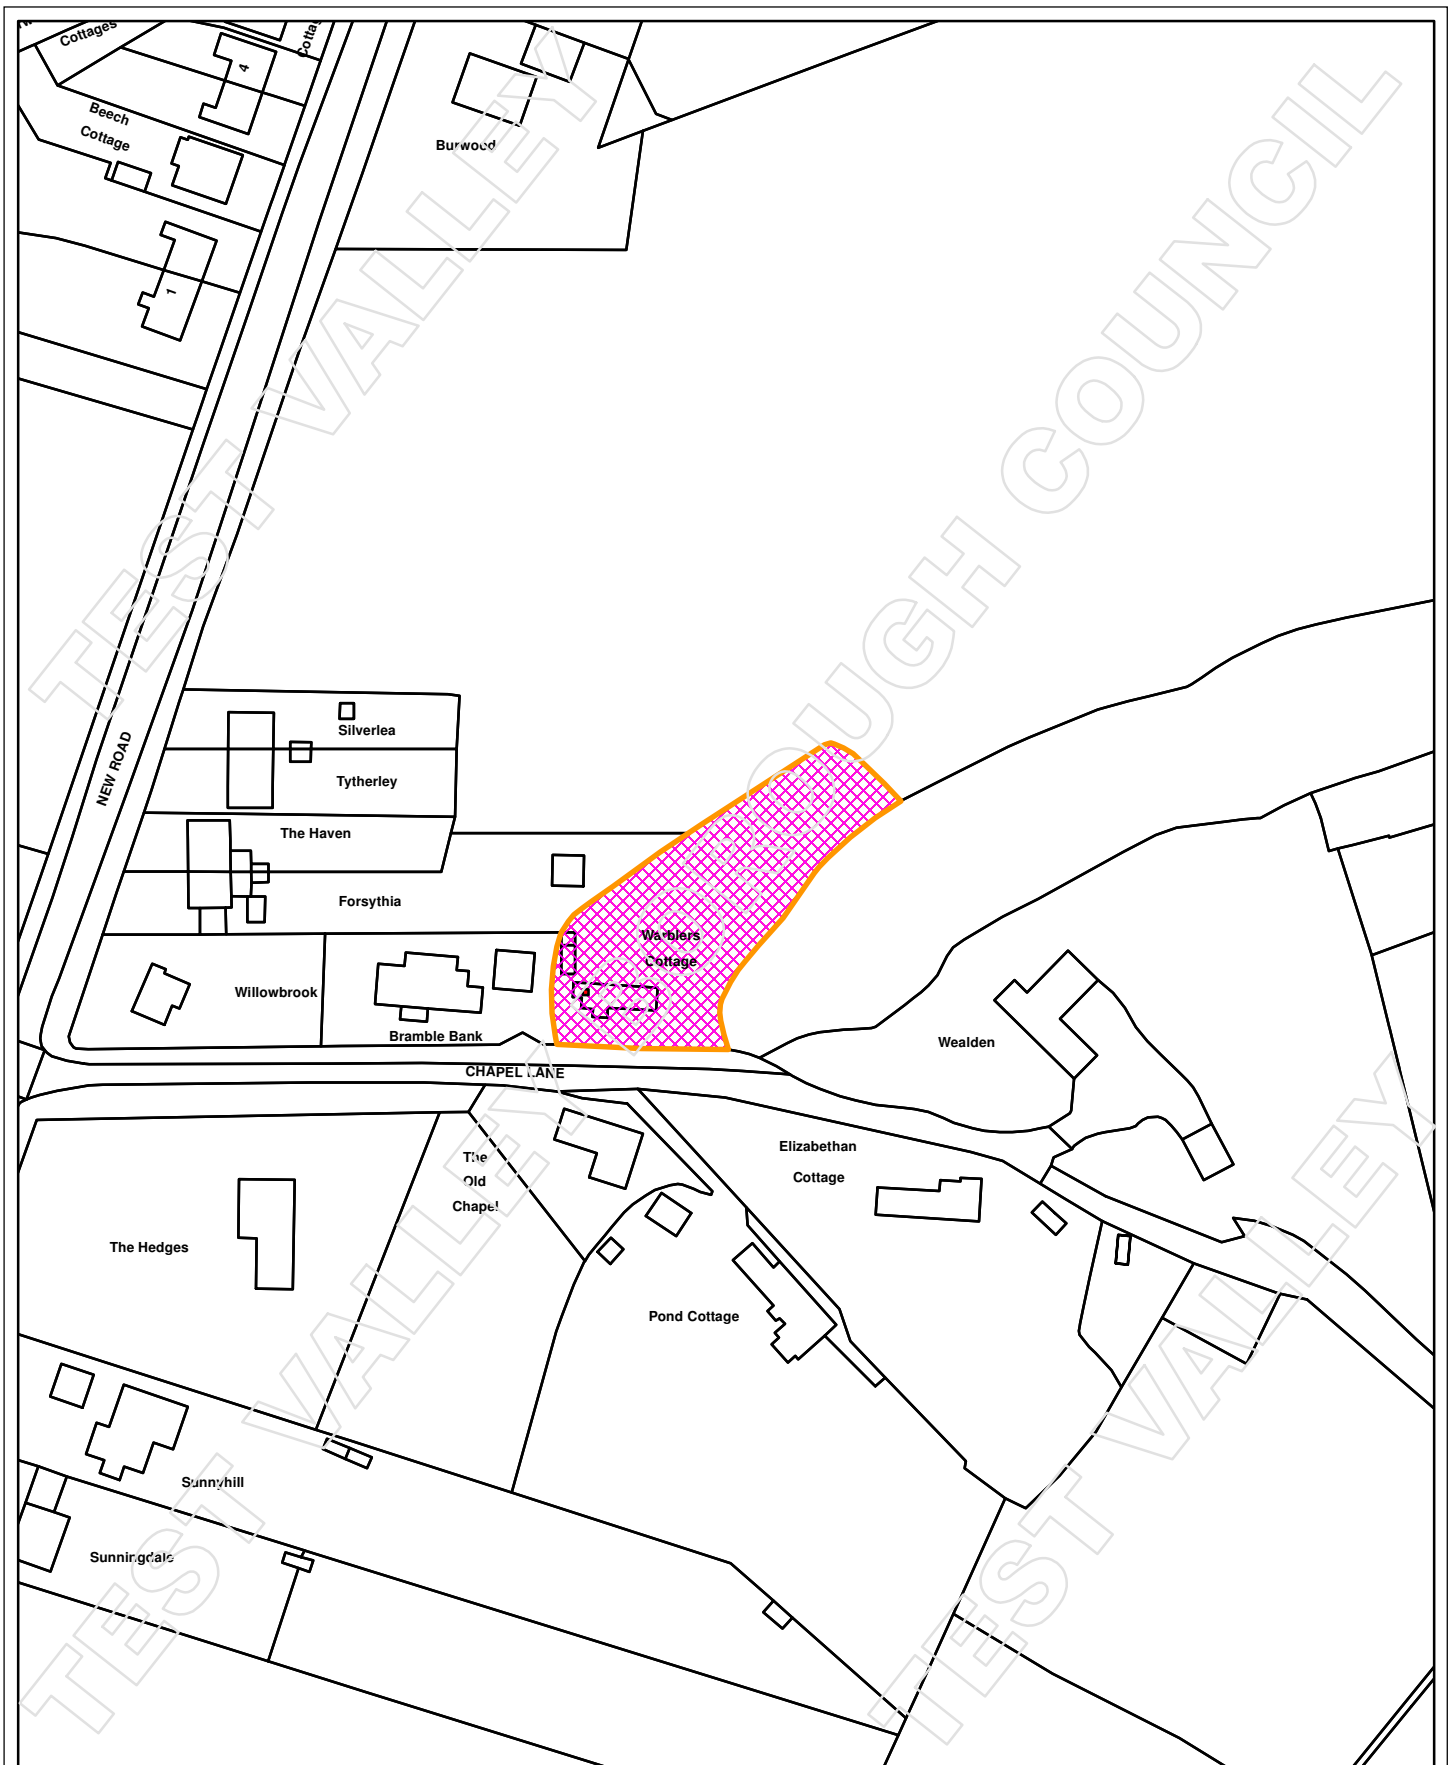 Cottages
4
Beech
Cottage
Burwood
1
NEW ROAD
Silverlea
Tytherley
The Haven
Forsythia
Warblers
Cottage
Willowbrook
Bramble Bank
CHAPEL LANE
Wealden
The
Old
Chapel
Elizabethan
Cottage
The Hedges
Pond Cottage
Sunnyhill
Sunningdale
TEST VALLEY
TEST VALLEY BOROUGH COUNCIL
TEST VALLEY